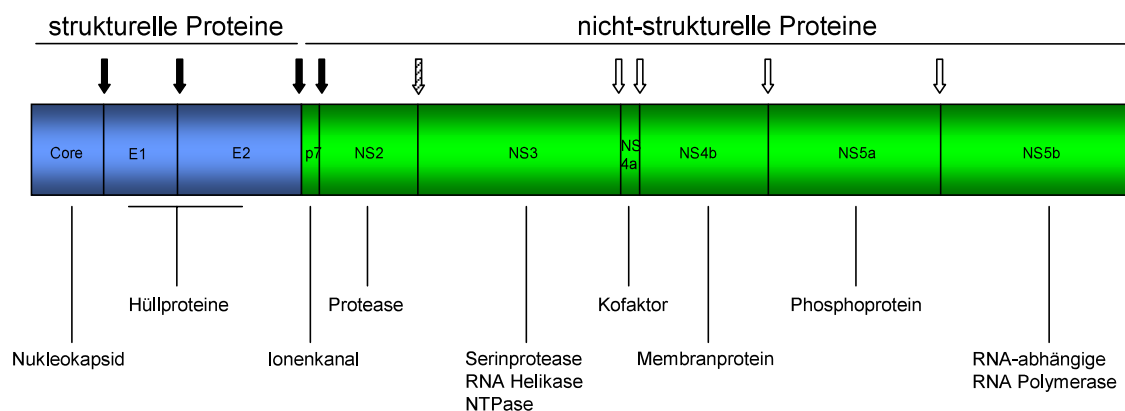 strukturelle Proteine
nicht-strukturelle Proteine
Core
E1
E2
p7
NS2
NS3
NS
4a
NS4b
NS5a
NS5b
Hüllproteine
Protease
Kofaktor
Phosphoprotein
Nukleokapsid
Ionenkanal
Serinprotease
RNA Helikase
NTPase
Membranprotein
RNA-abhängige
RNA Polymerase